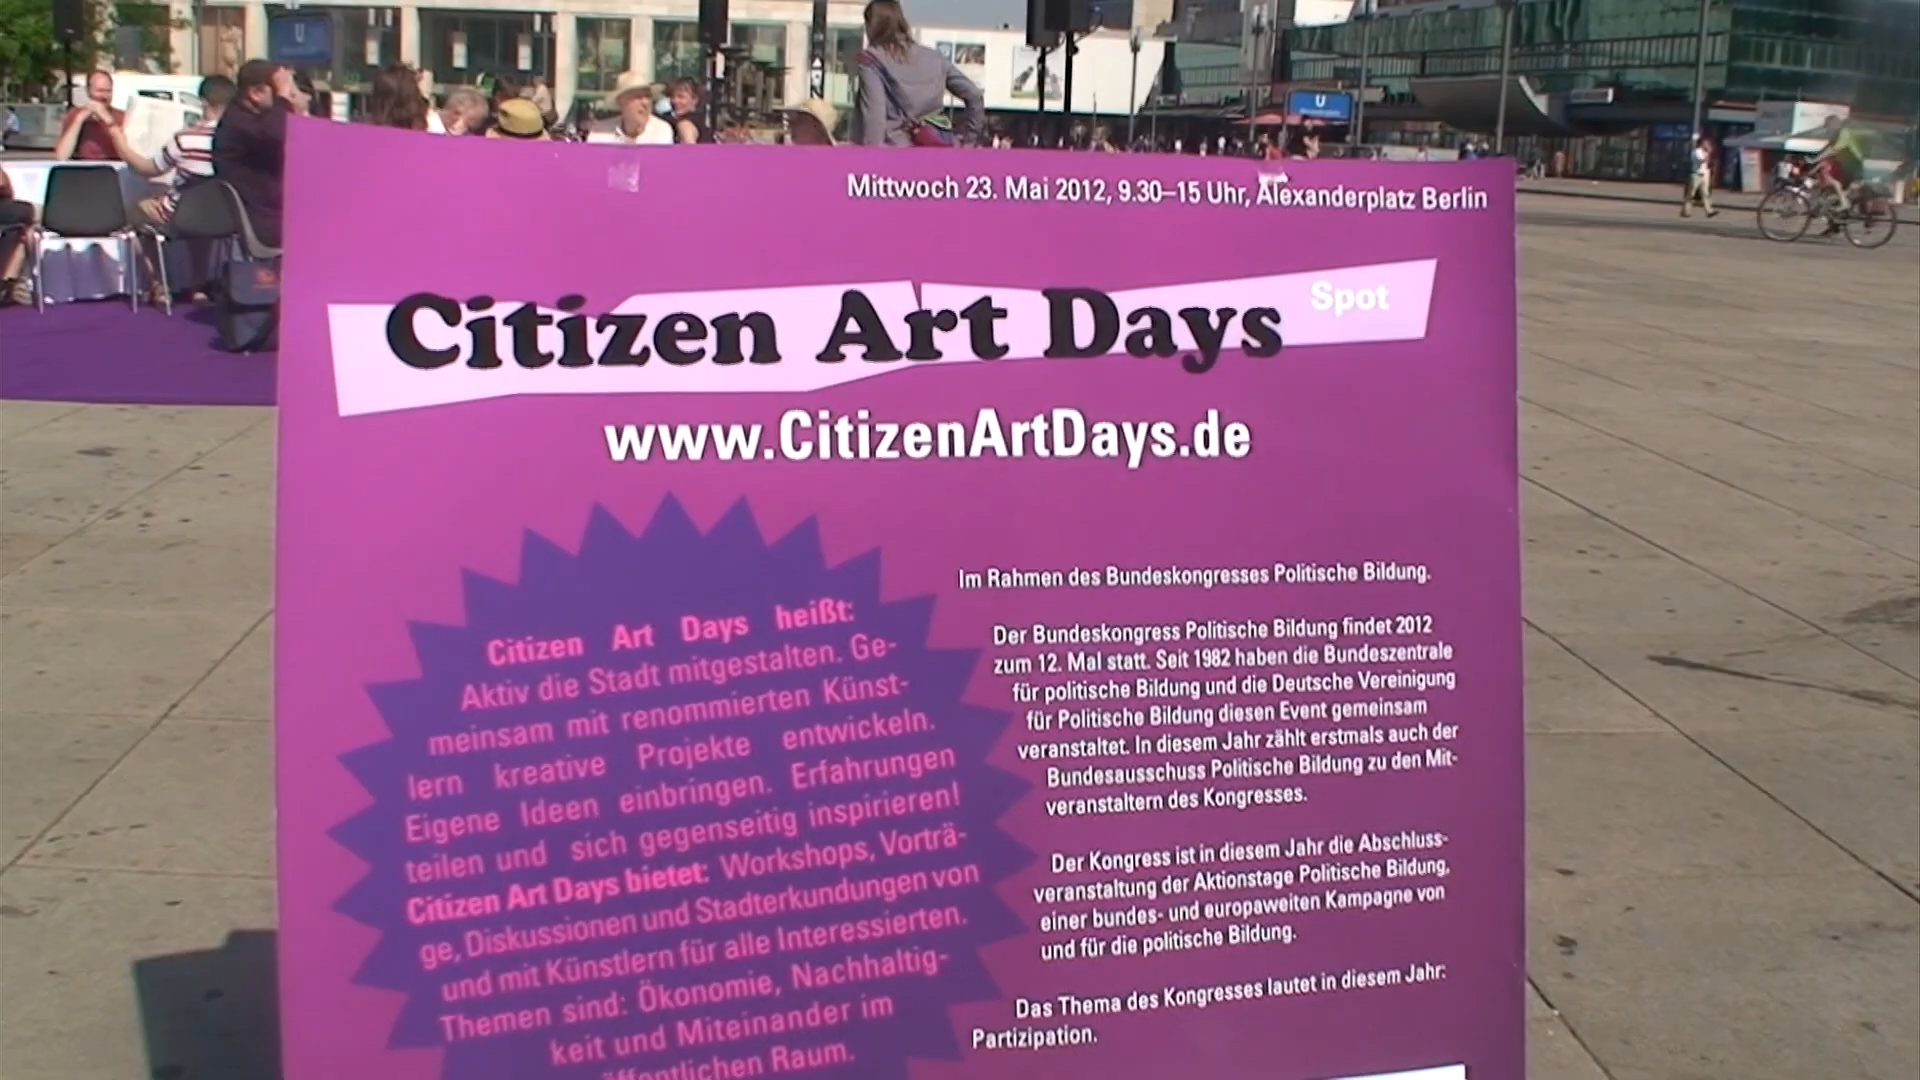 U
U
Mittwoch 23. Mai 2012, 9.30–15 Uhr, Alexanderplatz Berlin
Citizen Art Days Spot
www.CitizenArtDays.de
Citizen Art Days heißt:
Aktiv die Stadt mitgestalten. Ge-
meinsam mit renommierten Künst-
lern kreative Projekte entwickeln.
Eigene Ideen einbringen. Erfahrungen
teilen und sich gegenseitig inspirieren!
Citizen Art Days bietet: Workshops, Vorträ-
ge, Diskussionen und Stadterkundungen von
und mit Künstlern für alle Interessierten.
Themen sind: Ökonomie, Nachhaltig-
keit und Miteinander im
öffentlichen Raum.
Im Rahmen des Bundeskongresses Politische Bildung.
Der Bundeskongress Politische Bildung findet 2012
zum 12. Mal statt. Seit 1982 haben die Bundeszentrale
für politische Bildung und die Deutsche Vereinigung
für Politische Bildung diesen Event gemeinsam
veranstaltet. In diesem Jahr zählt erstmals auch der
Bundesausschuss Politische Bildung zu den Mit-
veranstaltern des Kongresses.
Der Kongress ist in diesem Jahr die Abschluss-
veranstaltung der Aktionstage Politische Bildung,
einer bundes- und europaweiten Kampagne von
und für die politische Bildung.
Das Thema des Kongresses lautet in diesem Jahr:
Partizipation.